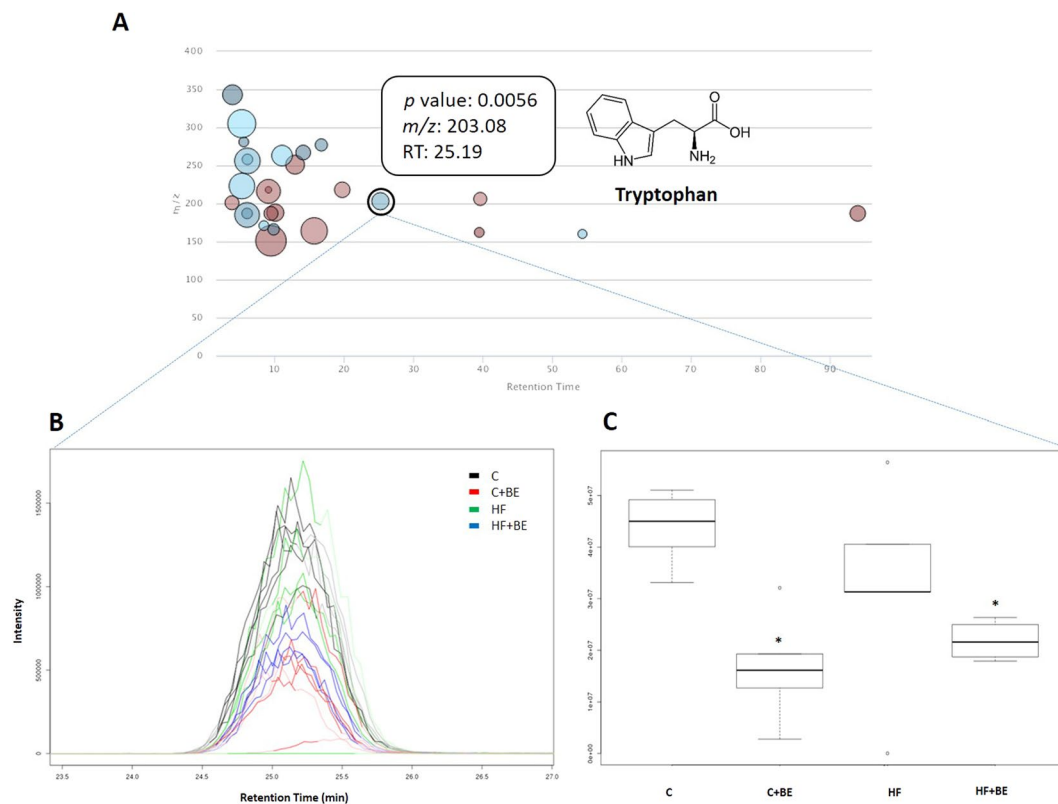 A
400
350
300
250
200
150
100
50
0
m/z
10
20
30
40
50
60
70
80
90
Retention Time
p value: 0.0056
m/z: 203.08
RT: 25.19
O
OH
NH₂
HN
Tryptophan
B
C
C+BE
HF
HF+BE
Intensity
0
23.5
24.0
24.5
25.0
25.5
26.0
26.5
27.0
Retention Time (min)
C
5e+07
4e+07
3e+07
2e+07
1e+07
0e+00
*
*
C
C+BE
HF
HF+BE